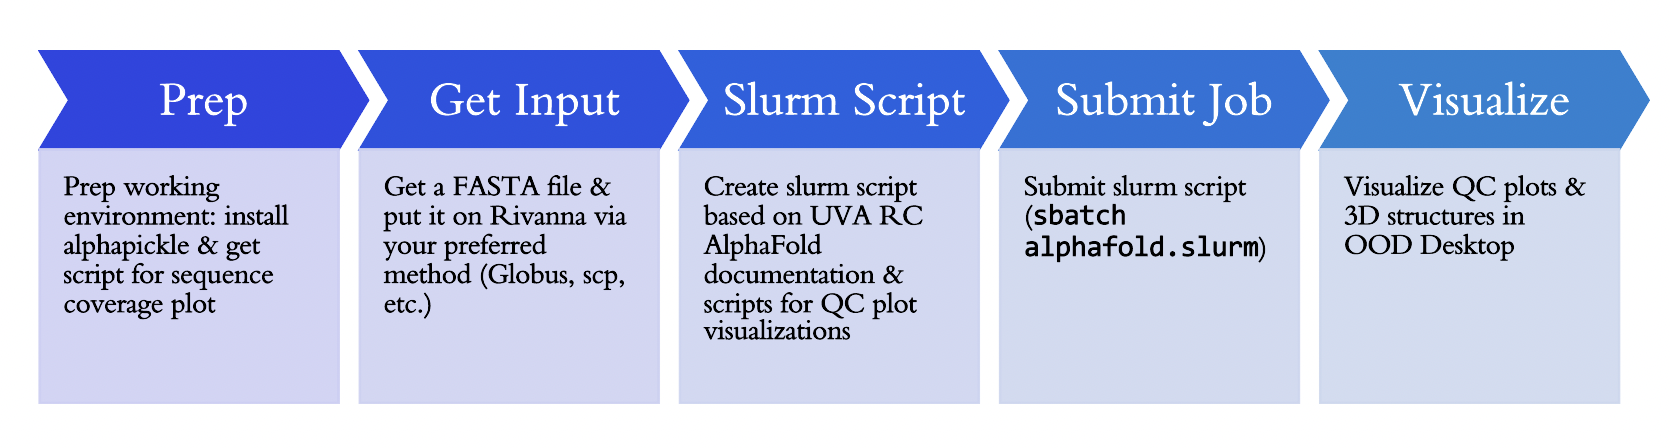 Prep
Prep working
environment: install
alphapickle & get
script for sequence
coverage plot
Get Input
Get a FASTA file &
put it on Rivanna via
your preferred
method (Globus, scp,
etc.)
Slurm Script
Create slurm script
based on UVA RC
AlphaFold
documentation &
scripts for QC plot
visualizations
Submit Job
Submit slurm script
(sbatch
alphafold.slurm)
Visualize
Visualize QC plots &
3D structures in
OOD Desktop